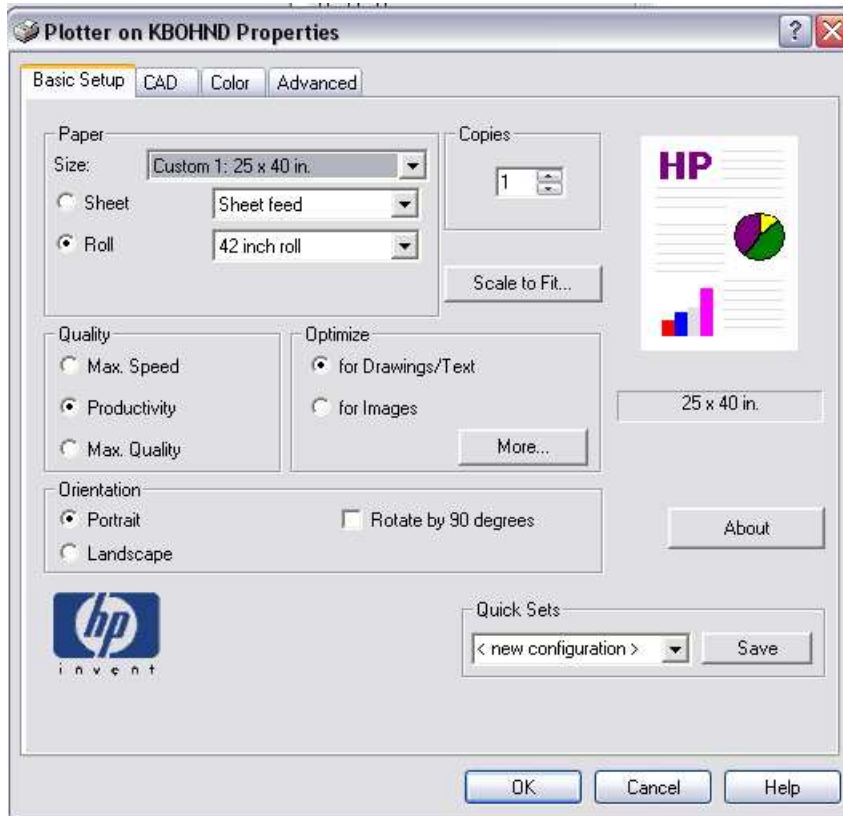 Plotter on KBOHND Properties
Basic Setup CAD Color Advanced
Paper
Size: Custom 1: 25 x 40 in.
Sheet Sheet feed
Roll 42 inch roll
Copies
1
Scale to Fit...
HP
25 x 40 in.
Quality
Max. Speed
Productivity
Max. Quality
Optimize
for Drawings/Text
for Images
More...
Orientation
Portrait
Rotate by 90 degrees
Landscape
About
hp
invent
Quick Sets
< new configuration > Save
OK Cancel Help